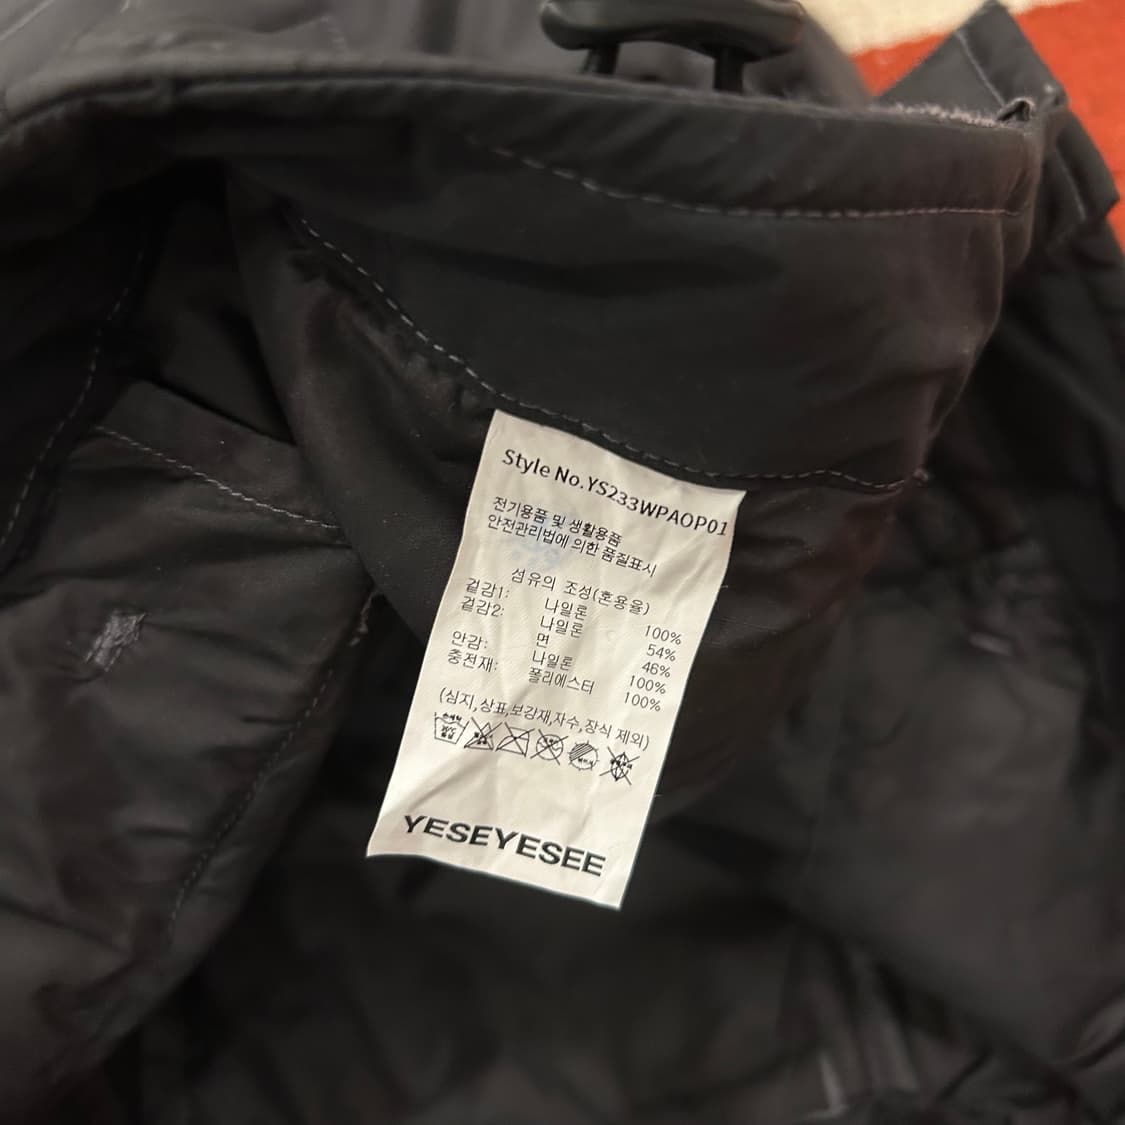 Style No.YS233WPAOP01
전기용품 및 생활용품
안전관리법에 의한 품질표시
섬유의 조성(혼용율)
겉감1: 나일론 100%
겉감2: 나일론 54%
면 46%
안감: 나일론 100%
충전재: 폴리에스터 100%
(심지,상표,보강재,자수,장식 제외)
YESEYESEE